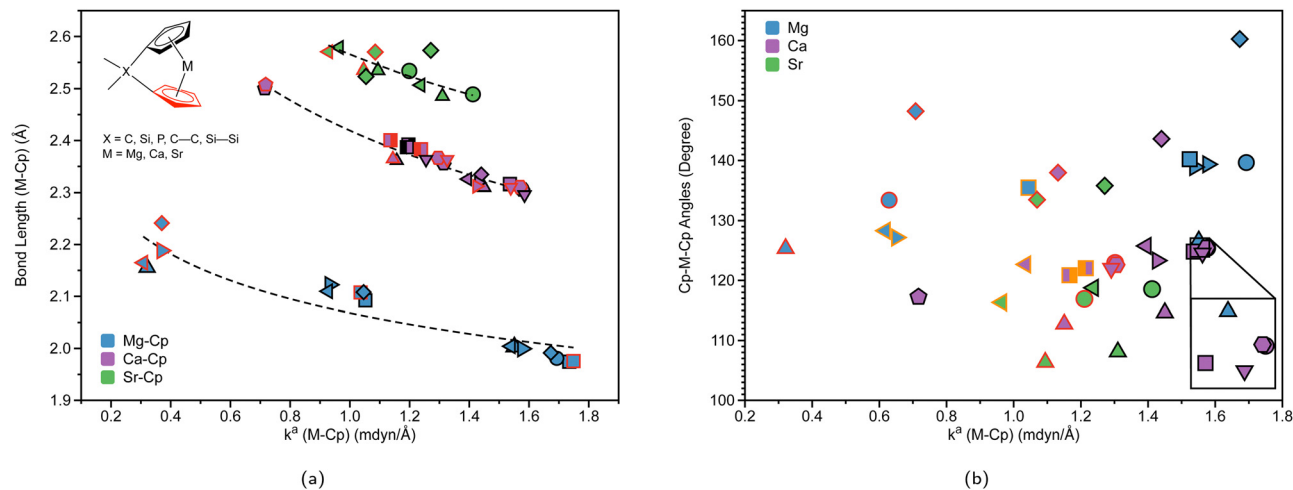 2.6
2.5
2.4
2.3
2.2
2.1
2.0
1.9
Bond Length (M-Cp) (Å)
X
M
X = C, Si, P, C—C, Si—Si
M = Mg, Ca, Sr
Mg-Cp
Ca-Cp
Sr-Cp
0.2 0.4 0.6 0.8 1.0 1.2 1.4 1.6 1.8
kᵃ (M-Cp) (mdyn/Å)
(a)
160
150
140
130
120
110
100
Cp-M-Cp Angles (Degree)
Mg
Ca
Sr
0.2 0.4 0.6 0.8 1.0 1.2 1.4 1.6 1.8
kᵃ (M-Cp) (mdyn/Å)
(b)